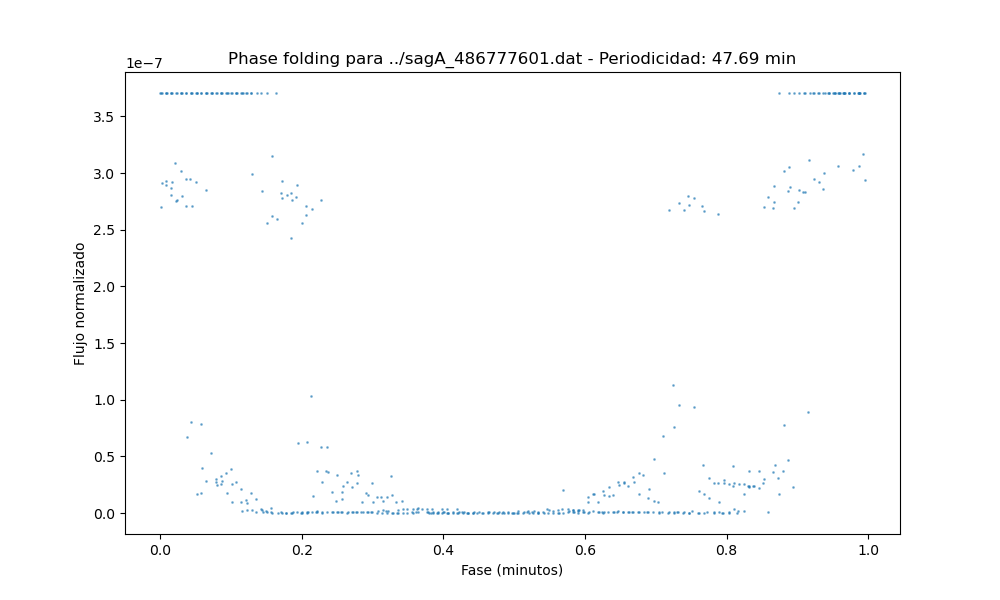 Phase folding para ../sagA_486777601.dat - Periodicidad: 47.69 min
1e−7
3.5
3.0
2.5
2.0
1.5
1.0
0.5
0.0
Flujo normalizado
0.0 0.2 0.4 0.6 0.8 1.0
Fase (minutos)